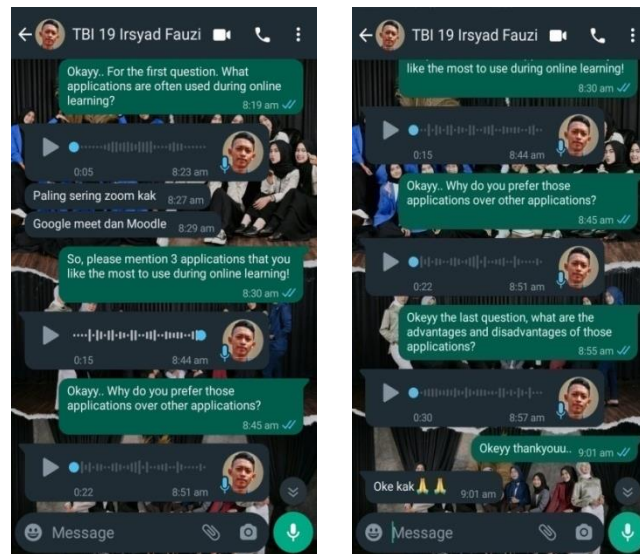 TBI 19 Irsyad Fauzi
Okayy.. For the first question. What
applications are often used during online
learning?
8:19 am
0:05 8:23 am
Paling sering zoom kak 8:27 am
Google meet dan Moodle 8:29 am
So, please mention 3 applications that you
like the most to use during online learning!
8:30 am
0:15 8:44 am
Okayy.. Why do you prefer those
applications over other applications?
8:45 am
0:22 8:51 am
Message
TBI 19 Irsyad Fauzi
like the most to use during online learning!
8:30 am
0:15 8:44 am
Okayy.. Why do you prefer those
applications over other applications?
8:45 am
0:22 8:51 am
Okeyy the last question, what are the
advantages and disadvantages of those
applications?
8:55 am
0:30 8:57 am
Okeyy thankyouu.. 9:01 am
Oke kak🙏🙏 9:01 am
Message